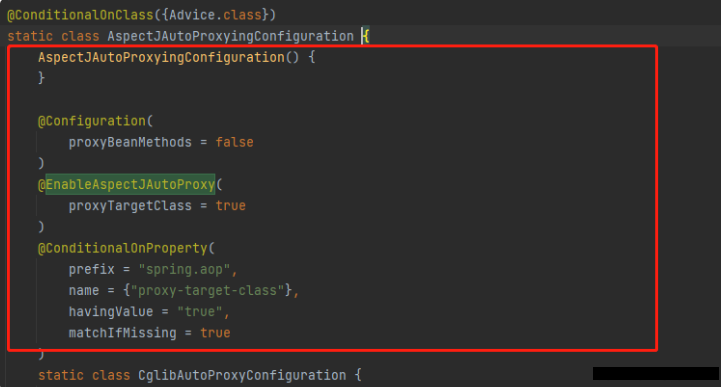 @ConditionalOnClass({Advice.class})
static class AspectJAutoProxyingConfiguration {
AspectJAutoProxyingConfiguration() {
}
@Configuration(
proxyBeanMethods = false
)
@EnableAspectJAutoProxy(
proxyTargetClass = true
)
@ConditionalOnProperty(
prefix = "spring.aop",
name = {"proxy-target-class"},
havingValue = "true",
matchIfMissing = true
)
static class CglibAutoProxyConfiguration {